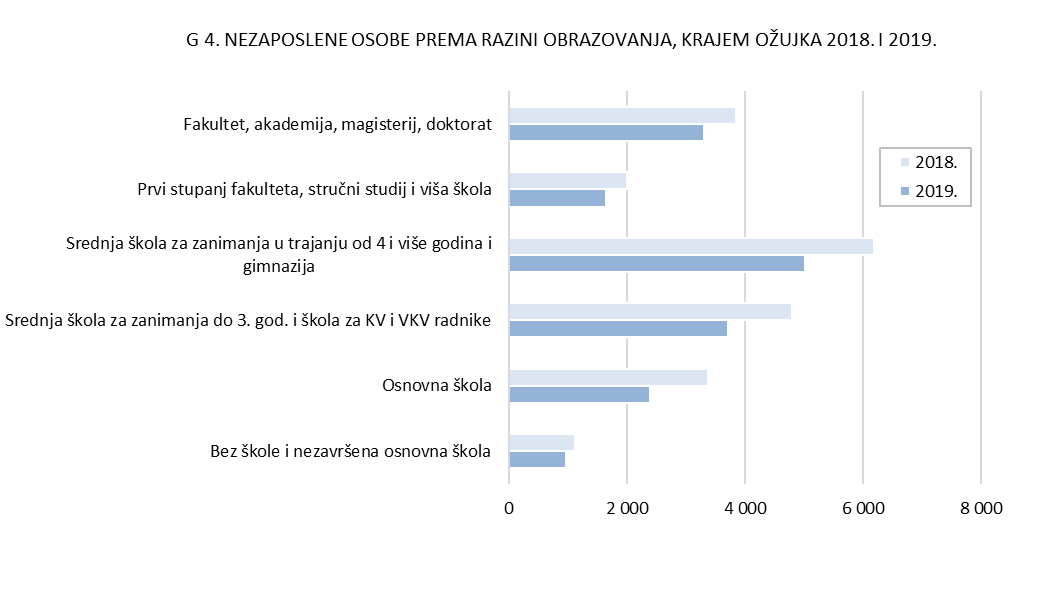 G 4. NEZAPOSLENE OSOBE PREMA RAZINI OBRAZOVANJA, KRAJEM OŽUJKA 2018. I 2019.
Fakultet, akademija, magisterij, doktorat
Prvi stupanj fakulteta, stručni studij i viša škola
Srednja škola za zanimanja u trajanju od 4 i više godina i
gimnazija
Srednja škola za zanimanja do 3. god. i škola za KV i VKV radnike
Osnovna škola
Bez škole i nezavršena osnovna škola
2018.
2019.
0 2 000 4 000 6 000 8 000